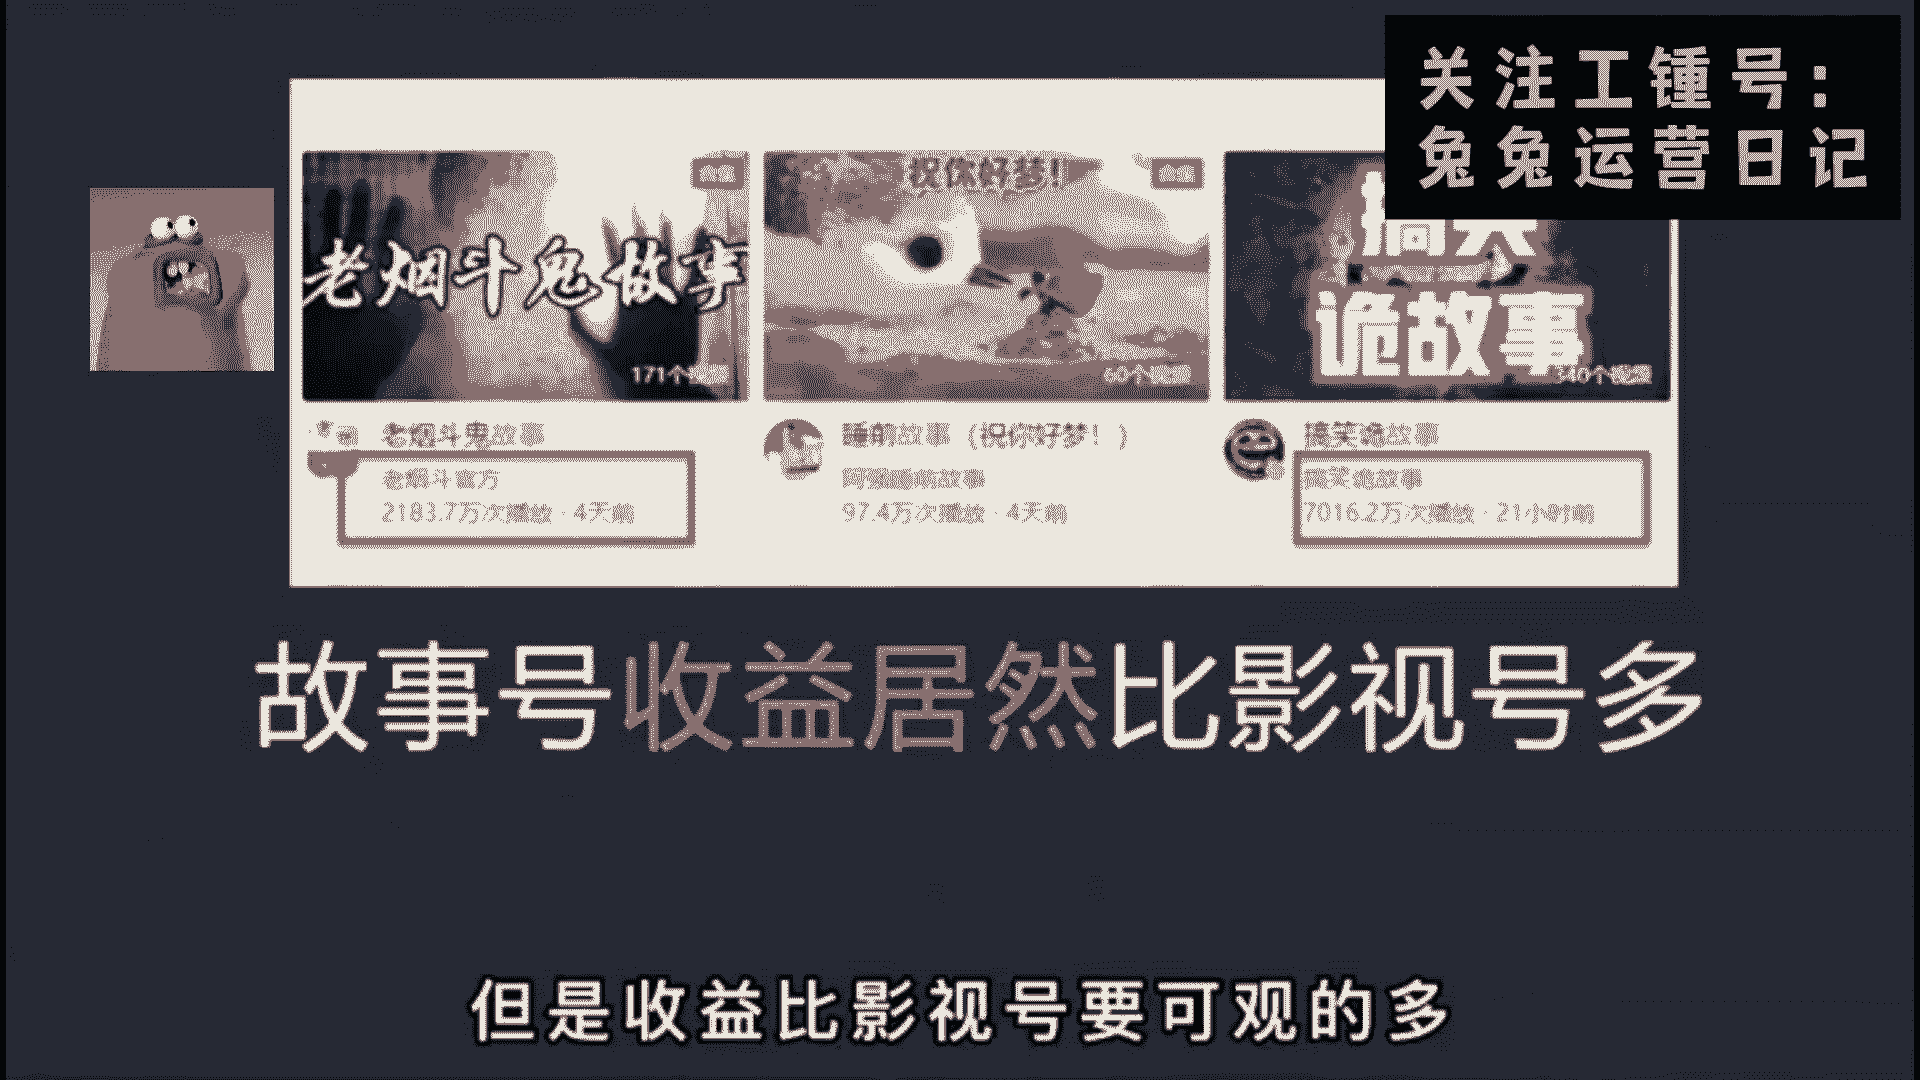 关注工锺号：
兔兔运营日记
祝你好梦！
合集
合集
老烟斗鬼故事
搞笑
诡故事
171个视频
60个视频
340个视频
老烟斗鬼故事
睡前故事（祝你好梦！）
搞笑诡故事
老烟斗官方
阿强睡前故事
搞笑诡故事
2183.7万次播放 · 4天前
97.4万次播放 · 4天前
7016.2万次播放 · 21小时前
故事号收益居然比影视号多
但是收益比影视号要可观的多